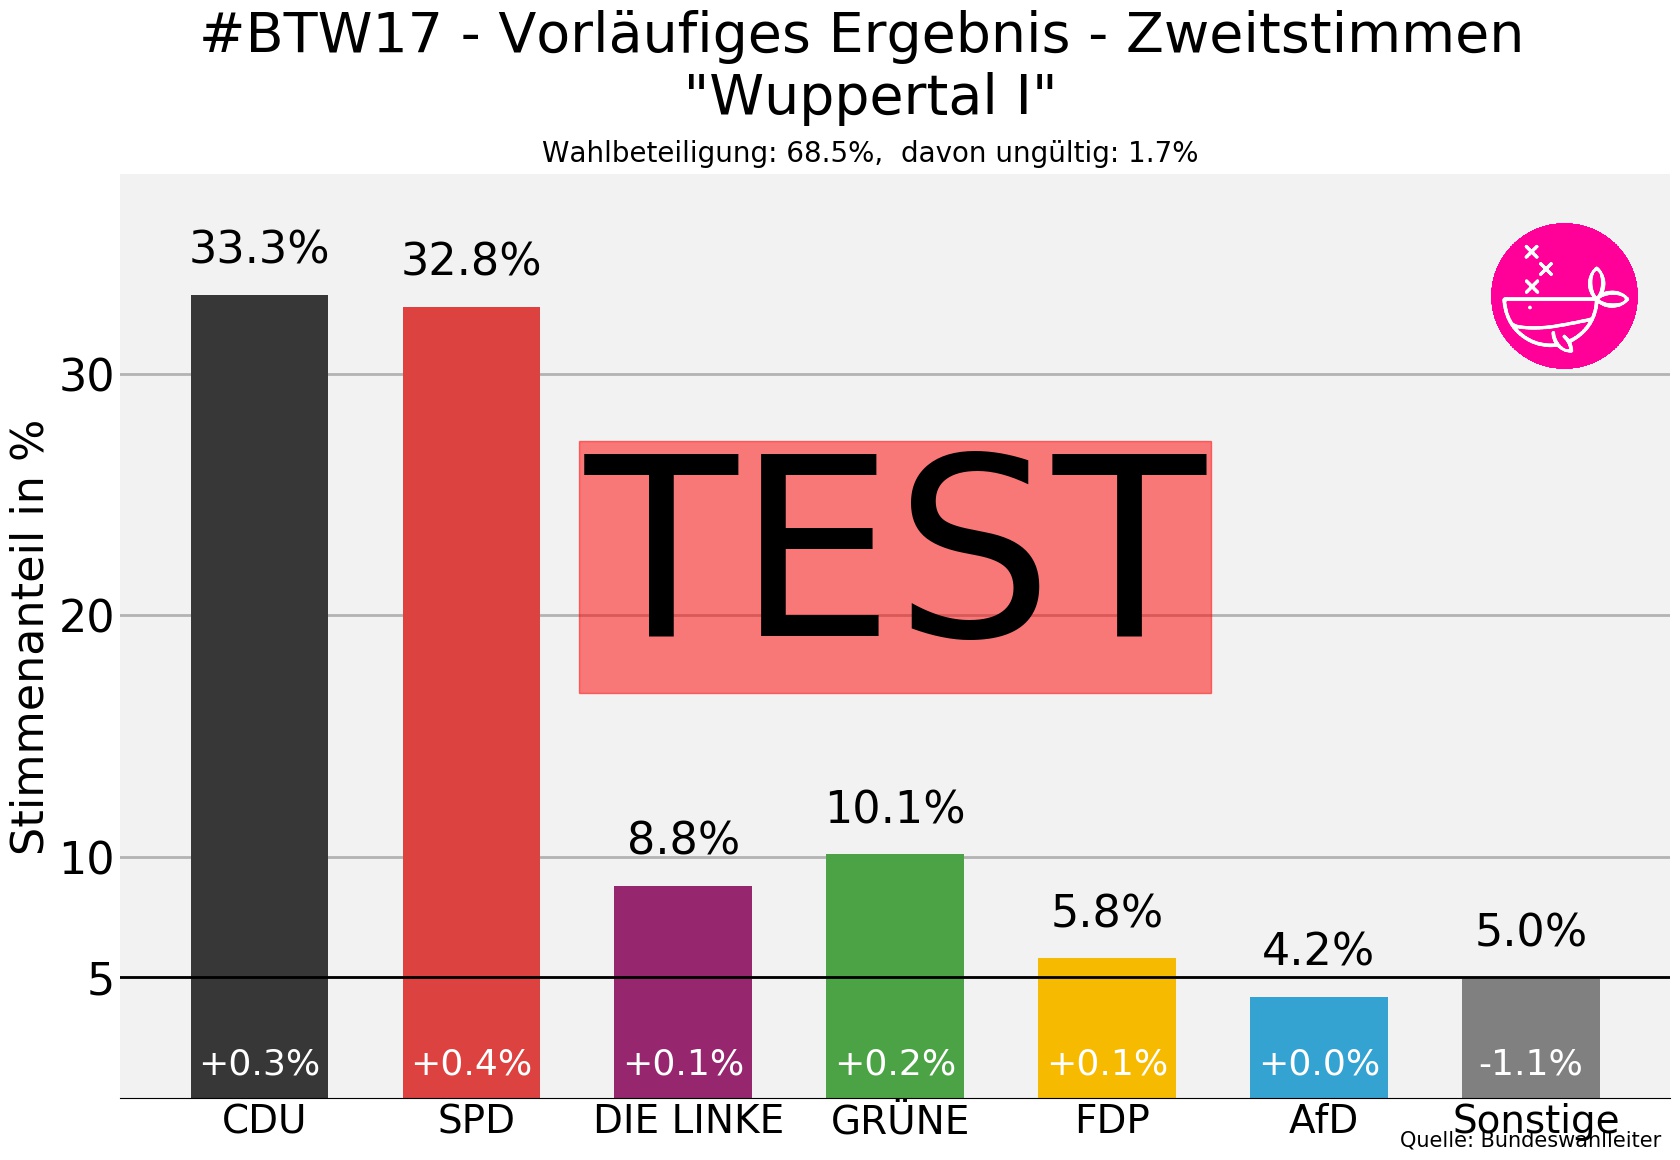 #BTW17 - Vorläufiges Ergebnis - Zweitstimmen
"Wuppertal I"
Wahlbeteiligung: 68.5%,  davon ungültig: 1.7%
Stimmenanteil in %
30
20
10
5
33.3%
32.8%
8.8%
10.1%
5.8%
4.2%
5.0%
TEST
+0.3%
+0.4%
+0.1%
+0.2%
+0.1%
+0.0%
-1.1%
CDU
SPD
DIE LINKE
GRÜNE
FDP
AfD
Sonstige
Quelle: Bundeswahlleiter